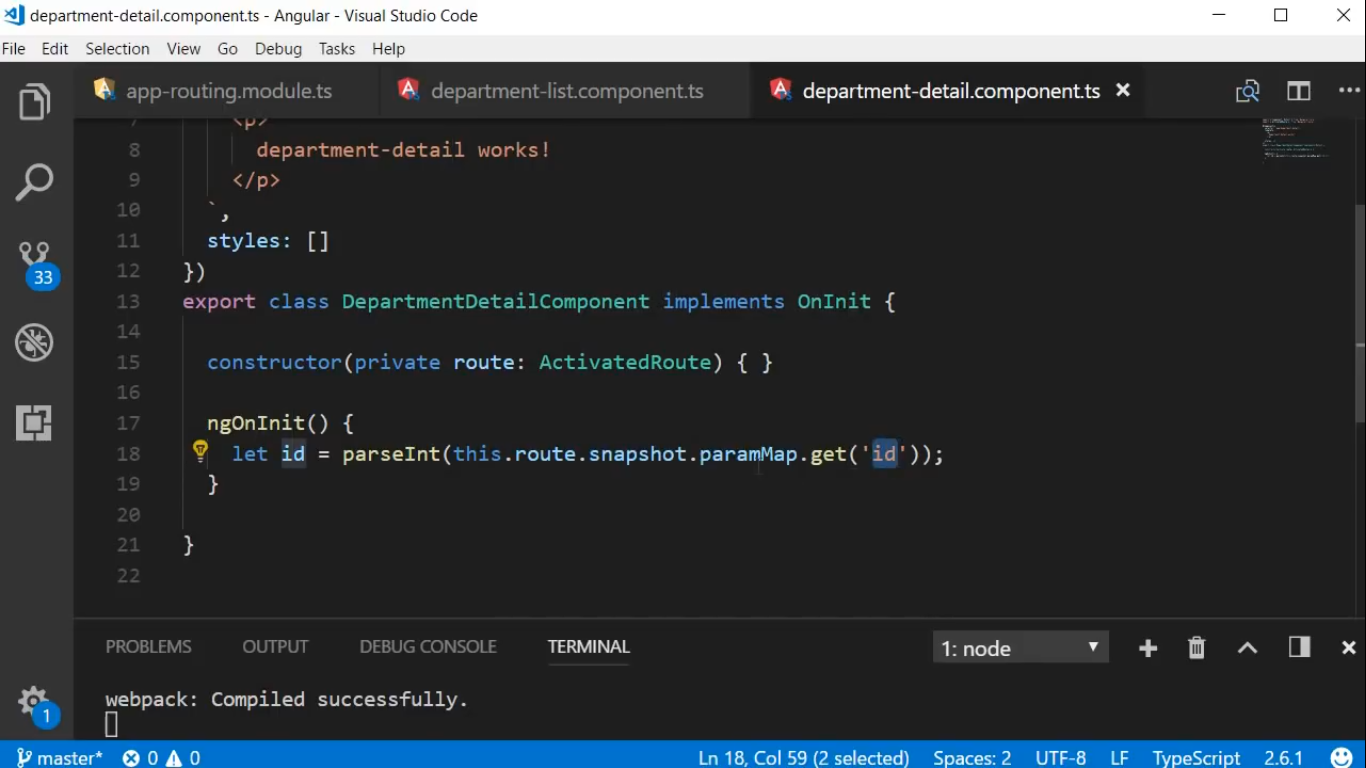 department-detail.component.ts - Angular - Visual Studio Code
File Edit Selection View Go Debug Tasks Help
app-routing.module.ts department-list.component.ts department-detail.component.ts
7 <p>
8 department-detail works!
9 </p>
10 `,
11 styles: []
12 })
13 export class DepartmentDetailComponent implements OnInit {
14
15 constructor(private route: ActivatedRoute) { }
16
17 ngOnInit() {
18 let id = parseInt(this.route.snapshot.paramMap.get('id'));
19 }
20
21 }
22
33
PROBLEMS OUTPUT DEBUG CONSOLE TERMINAL 1: node
webpack: Compiled successfully.
1
master* 0 0 Ln 18, Col 59 (2 selected) Spaces: 2 UTF-8 LF TypeScript 2.6.1